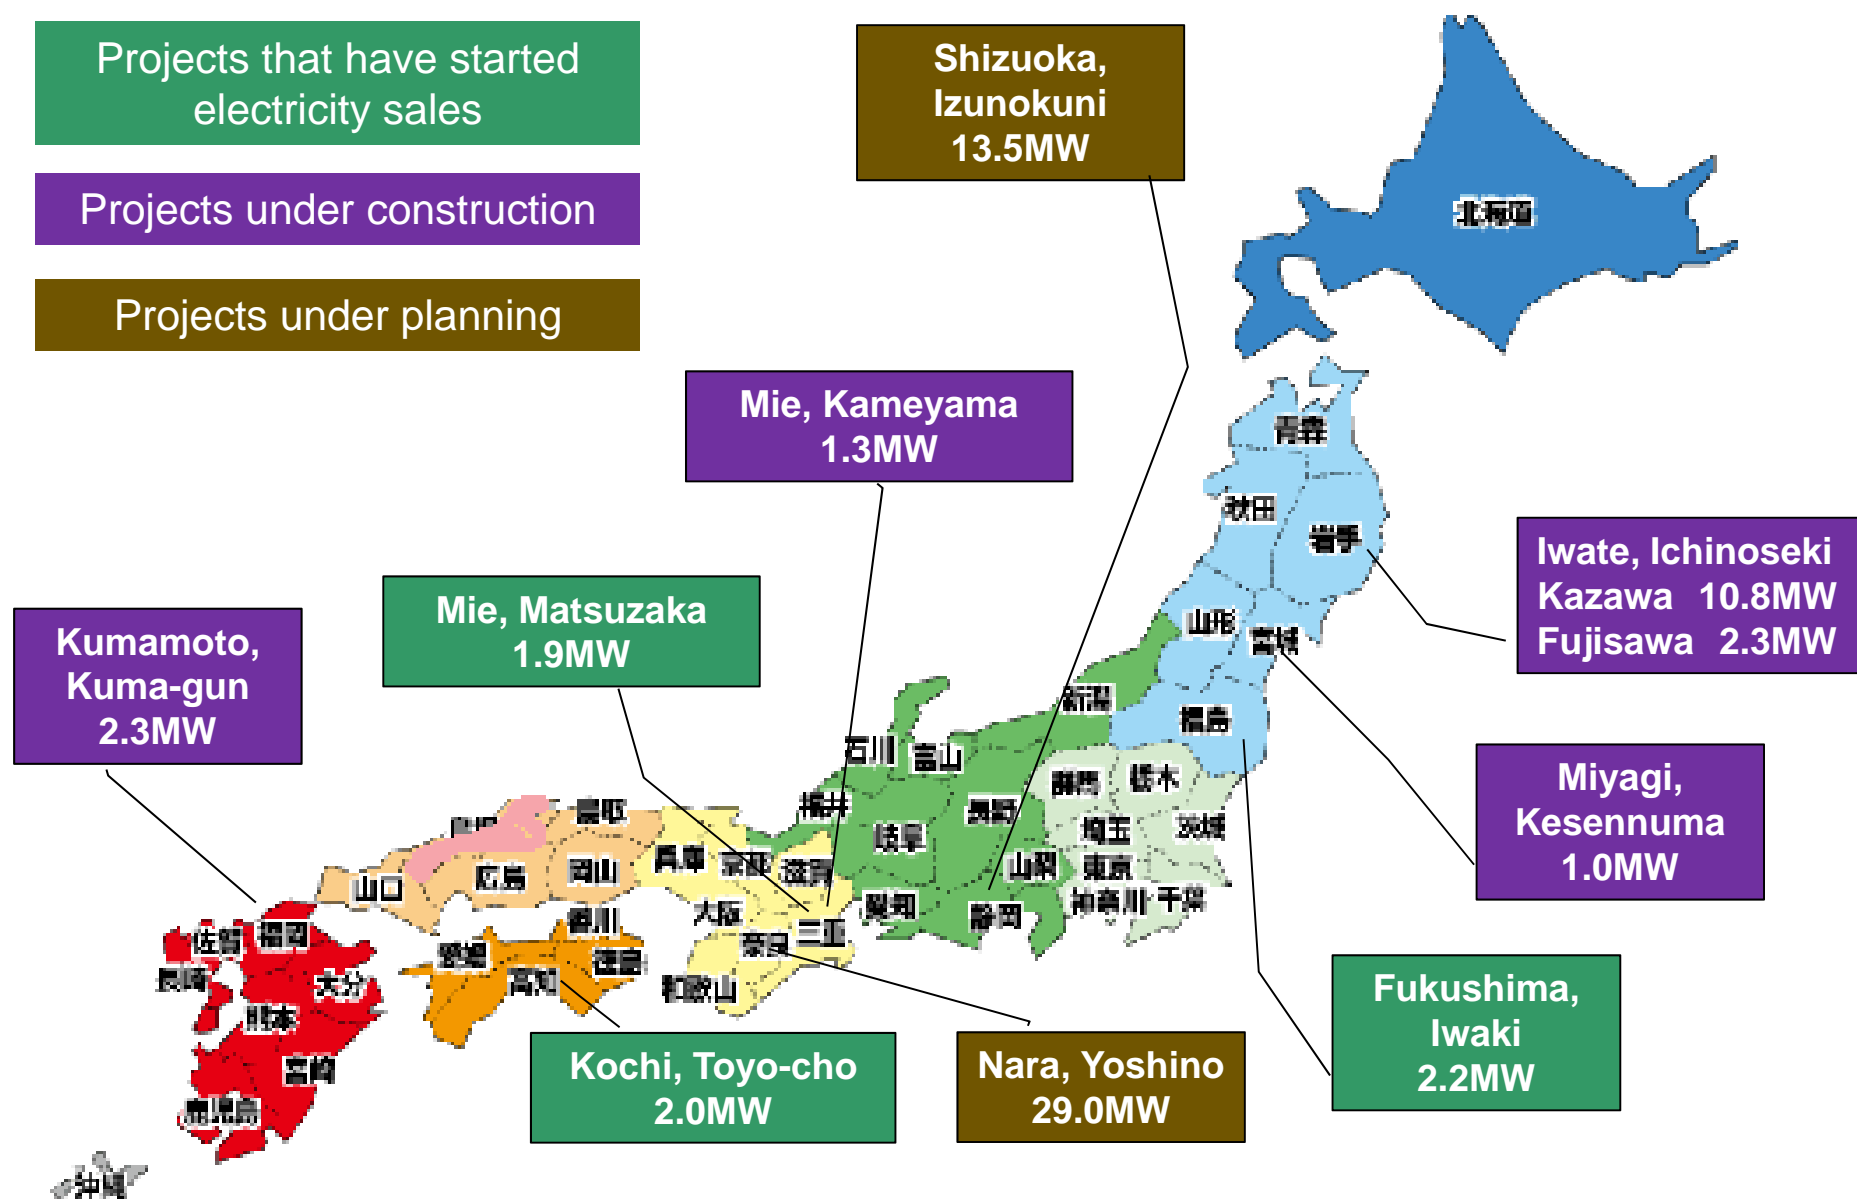 Projects that have started
electricity sales
Projects under construction
Projects under planning
Shizuoka,
Izunokuni
13.5MW
北海道
Mie, Kameyama
1.3MW
青森
秋田
岩手
Iwate, Ichinoseki
Kazawa 10.8MW
Fujisawa 2.3MW
Mie, Matsuzaka
1.9MW
Kumamoto,
Kuma-gun
2.3MW
山形
宮城
新潟
福島
石川
富山
Miyagi,
Kesennuma
1.0MW
群馬
栃木
福井
長野
鳥取
岐阜
埼玉
茨城
兵庫
京都
滋賀
山梨
東京
山口
広島
岡山
大阪
愛知
静岡
神奈川
千葉
香川
佐賀
福岡
三重
奈良
愛媛
徳島
長崎
大分
高知
和歌山
熊本
Fukushima,
Iwaki
2.2MW
宮崎
Kochi, Toyo-cho
2.0MW
Nara, Yoshino
29.0MW
鹿児島
沖縄